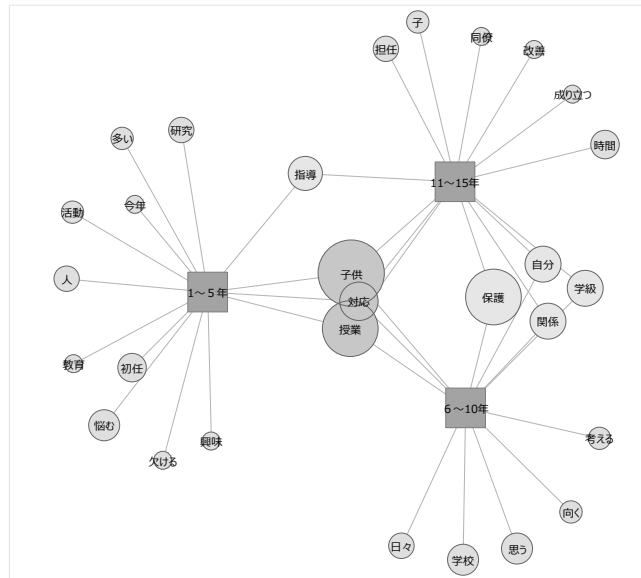 子
同僚
担任
改善
成り立つ
研究
多い
時間
指導
11～15年
今年
活動
自分
子供
人
学級
1～５年
対応
保護
関係
授業
教育
初任
６～10年
悩む
考える
興味
欠ける
向く
日々
思う
学校